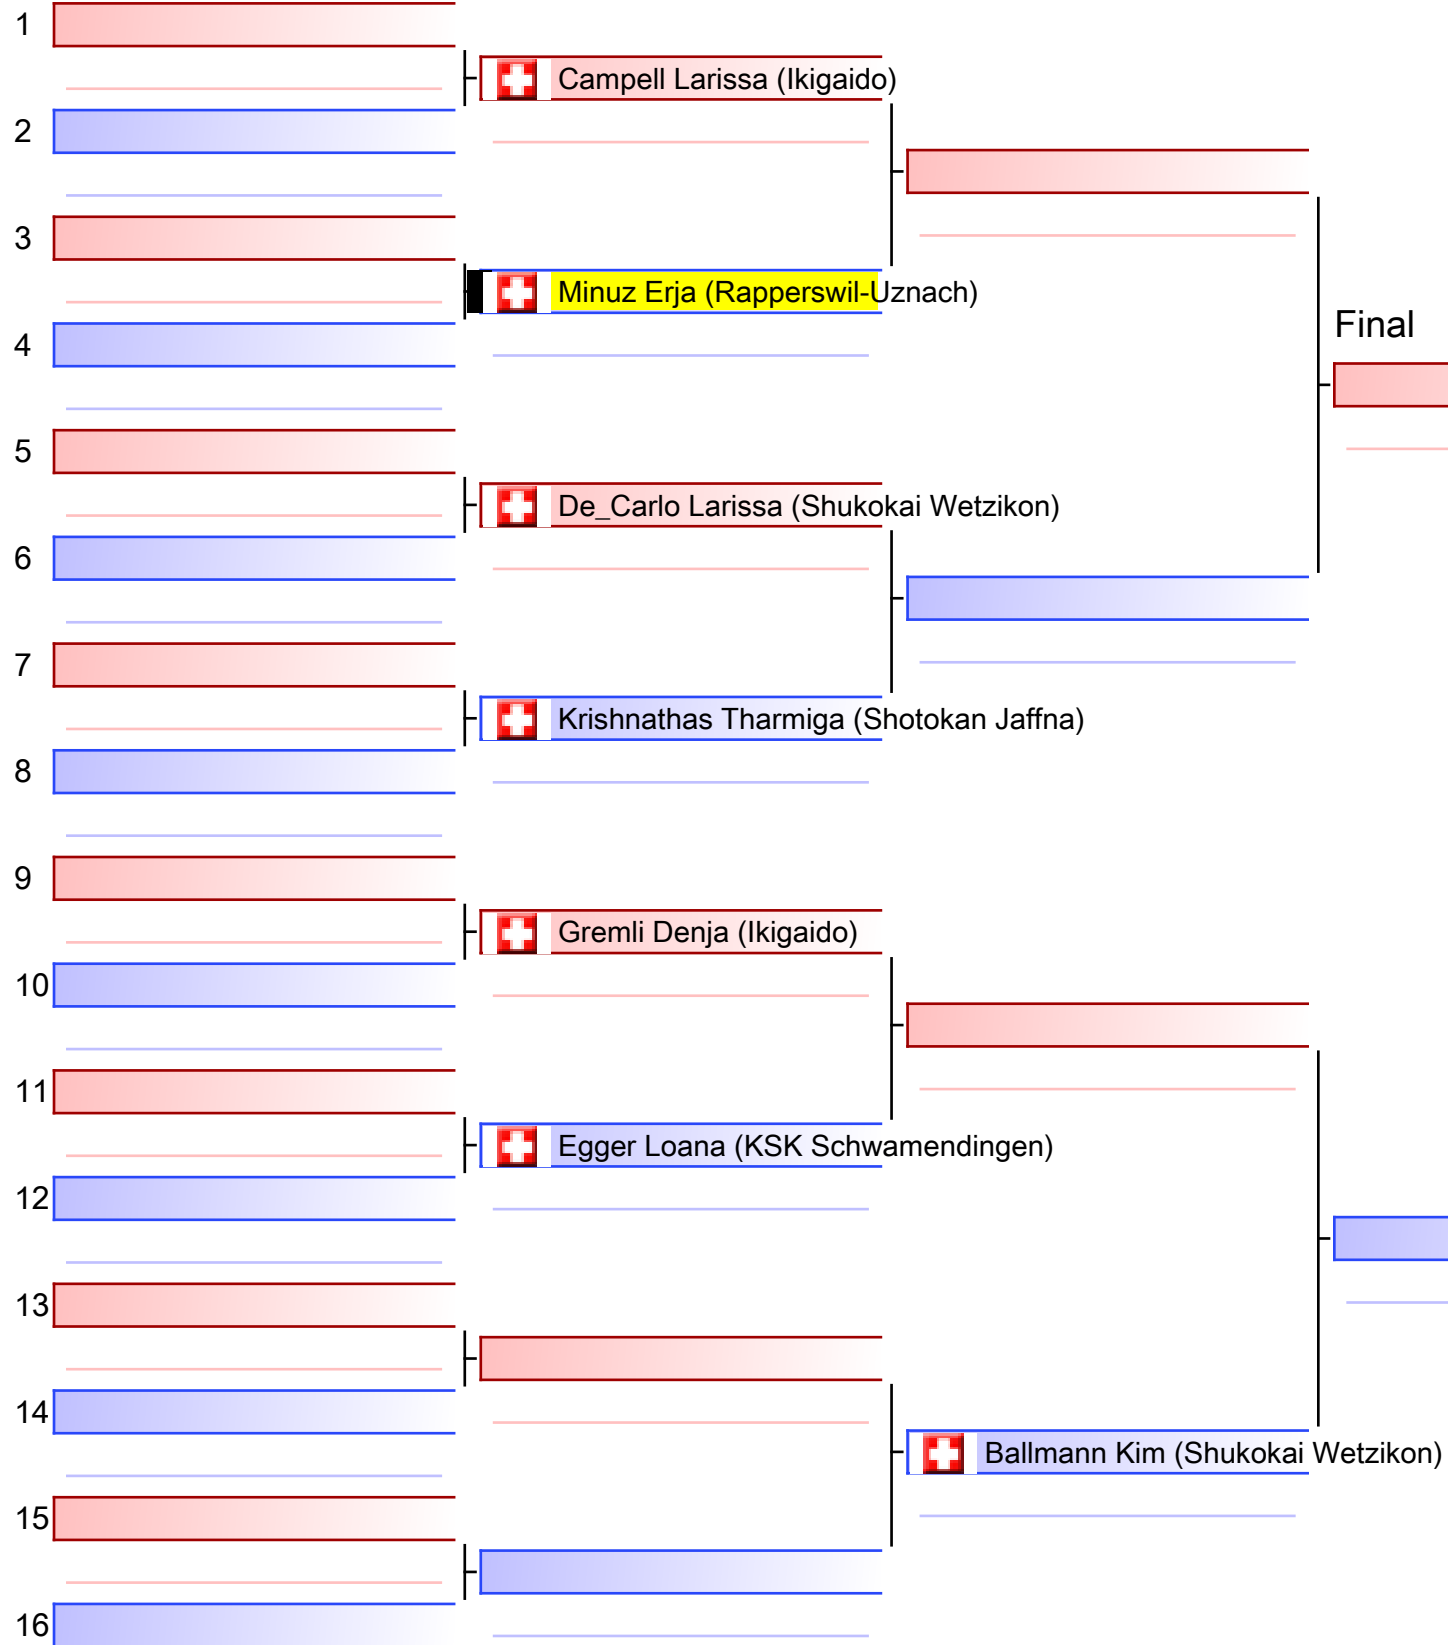 1
Campell Larissa (Ikigaido)
2
3
Minuz Erja (Rapperswil-Uznach)
Final
4
5
De_Carlo Larissa (Shukokai Wetzikon)
6
7
Krishnathas Tharmiga (Shotokan Jaffna)
8
9
Gremli Denja (Ikigaido)
10
11
Egger Loana (KSK Schwamendingen)
12
13
14
Ballmann Kim (Shukokai Wetzikon)
15
16